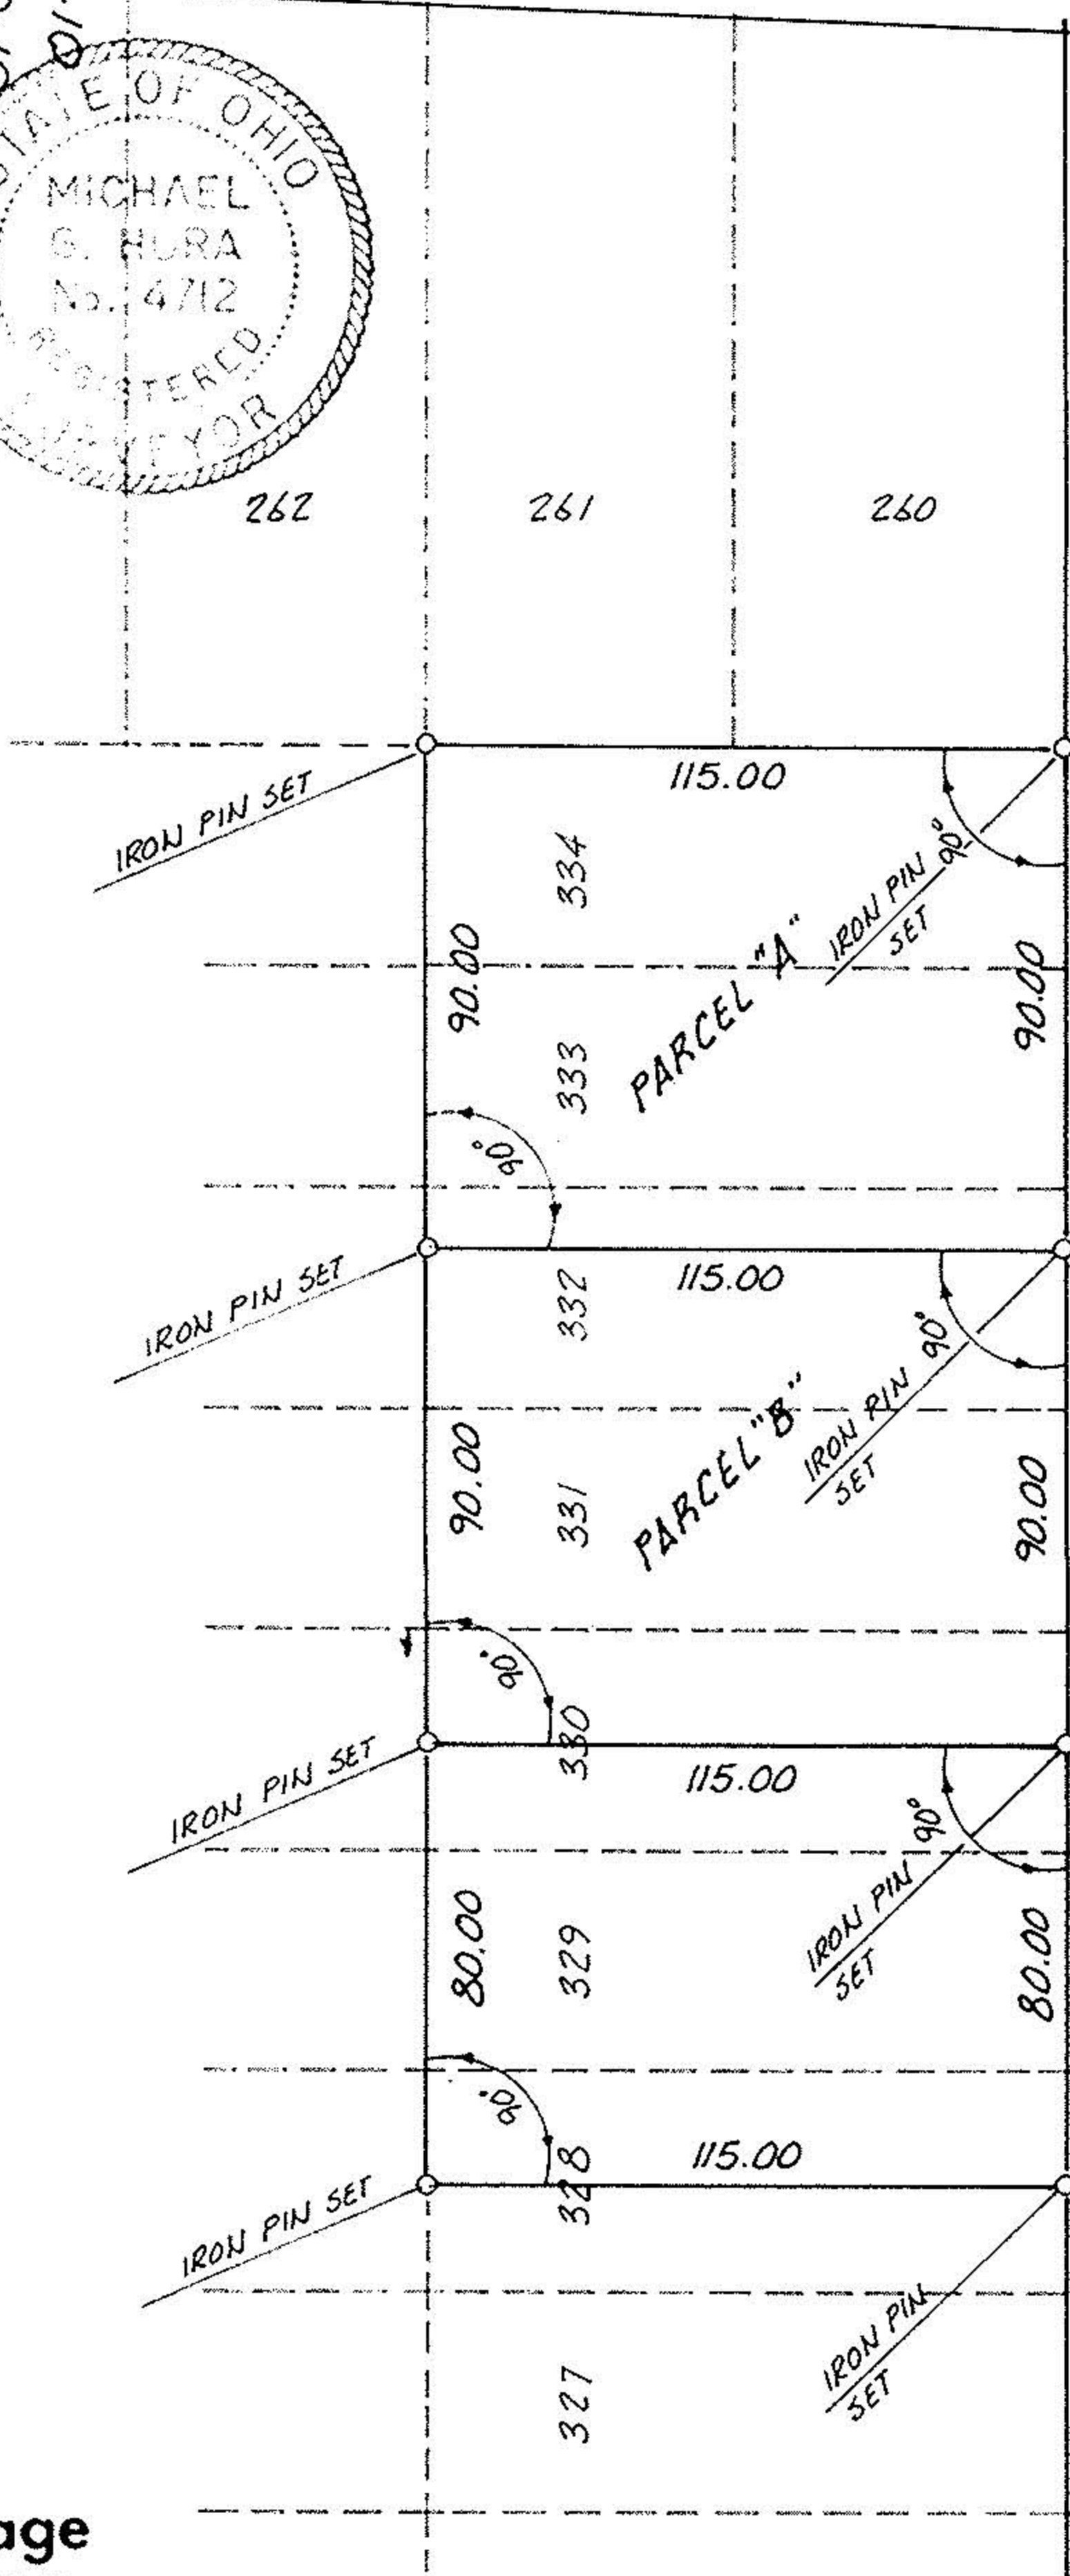 STATE OF OHIO
MICHAEL
G. HURA
No. 4712
REGISTERED
SURVEYOR
262
261
260
IRON PIN SET
115.00
334
90°
IRON PIN
SET
PARCEL "A"
90.00
90.00
333
90°
IRON PIN SET
115.00
332
90°
IRON PIN
SET
PARCEL "B"
90.00
90.00
331
90°
330
IRON PIN SET
115.00
90°
IRON PIN
SET
80.00
80.00
329
90°
115.00
328
IRON PIN SET
IRON PIN
SET
327
age